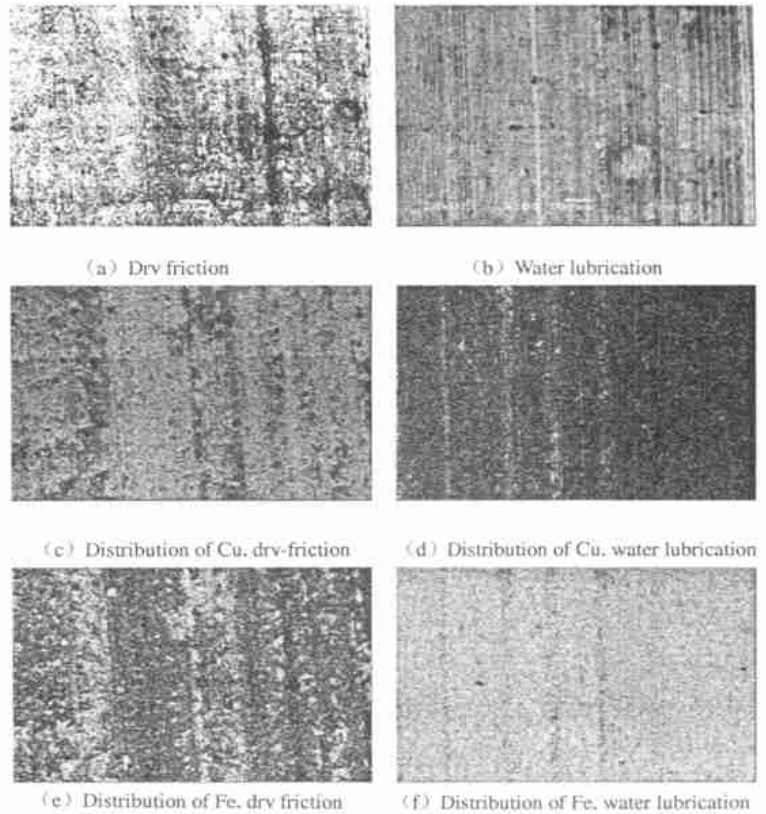 (a) Drv friction
(b) Water lubrication
(c) Distribution of Cu. drv-friction
(d) Distribution of Cu. water lubrication
(e) Distribution of Fe. drv friction
(f) Distribution of Fe. water lubrication